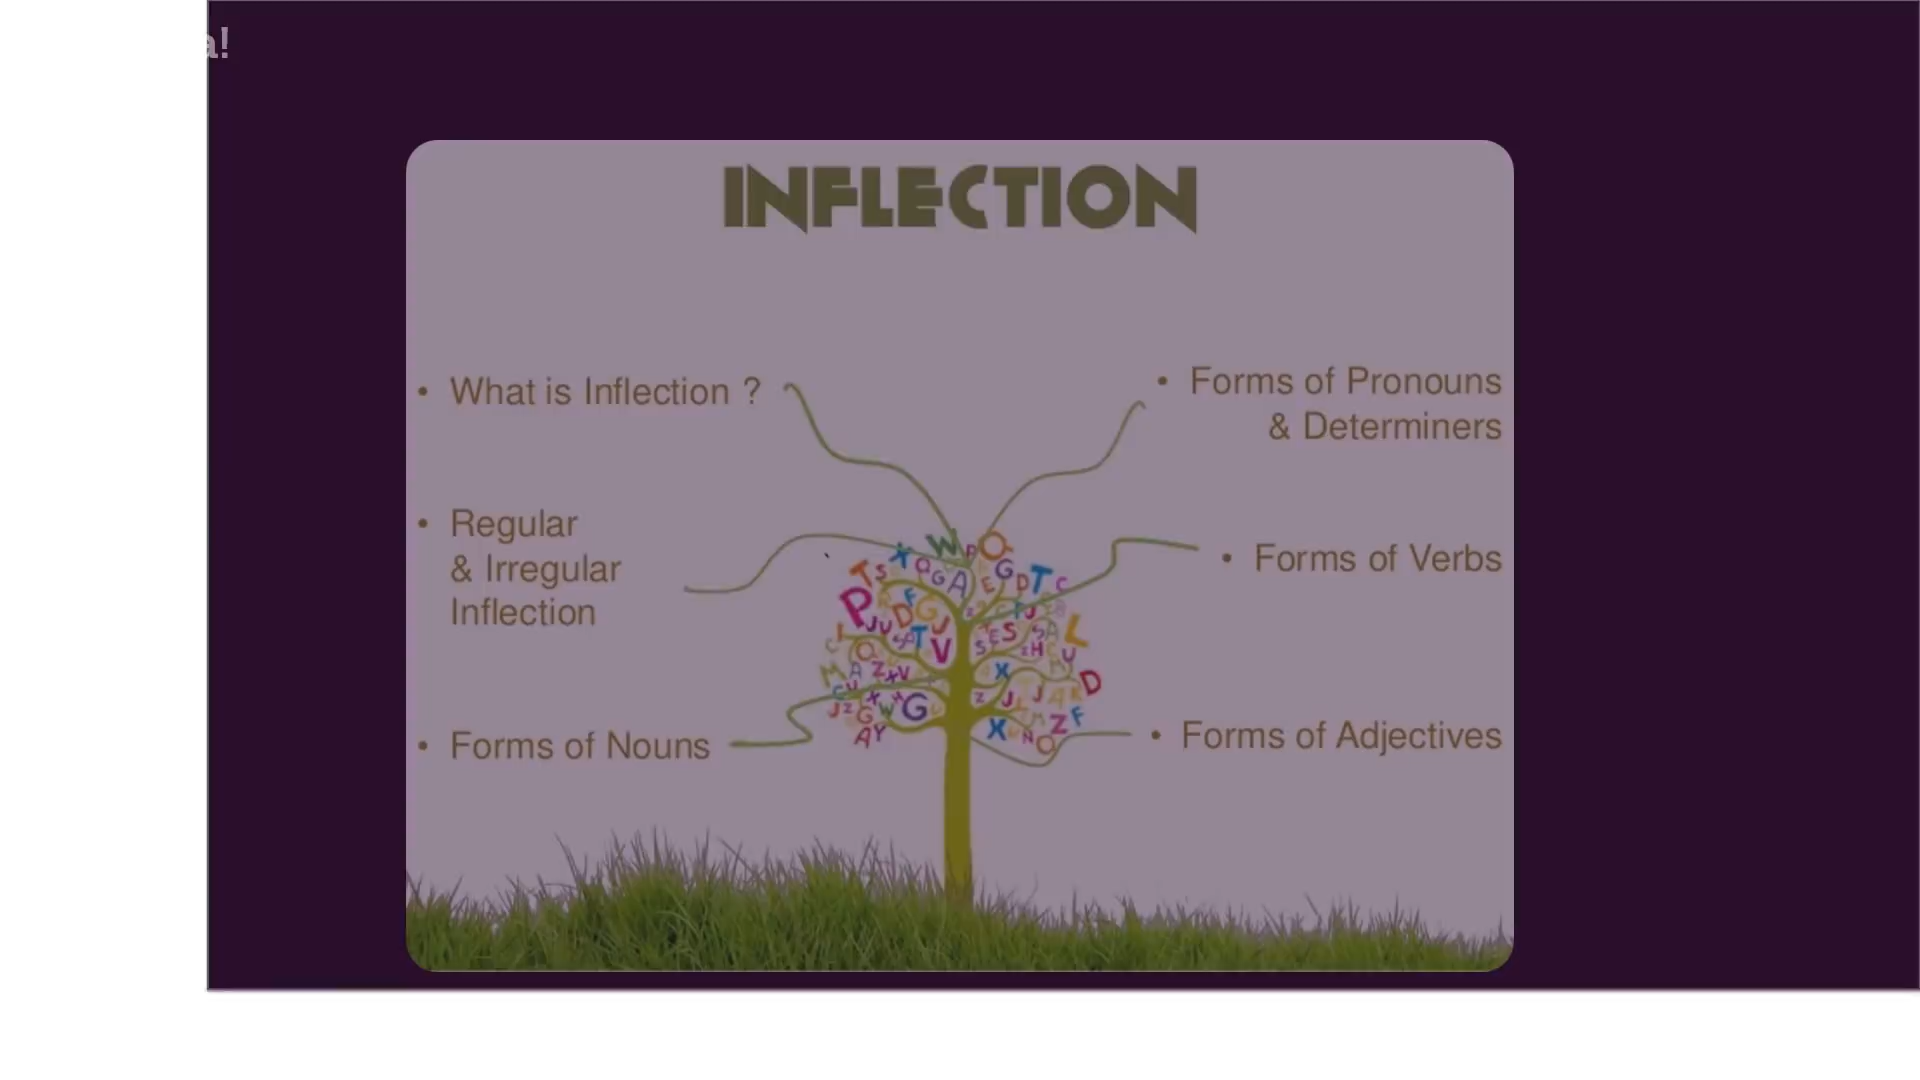 a!
INFLECTION
• What is Inflection ?
• Regular
& Irregular
Inflection
• Forms of Nouns
• Forms of Pronouns
& Determiners
• Forms of Verbs
• Forms of Adjectives